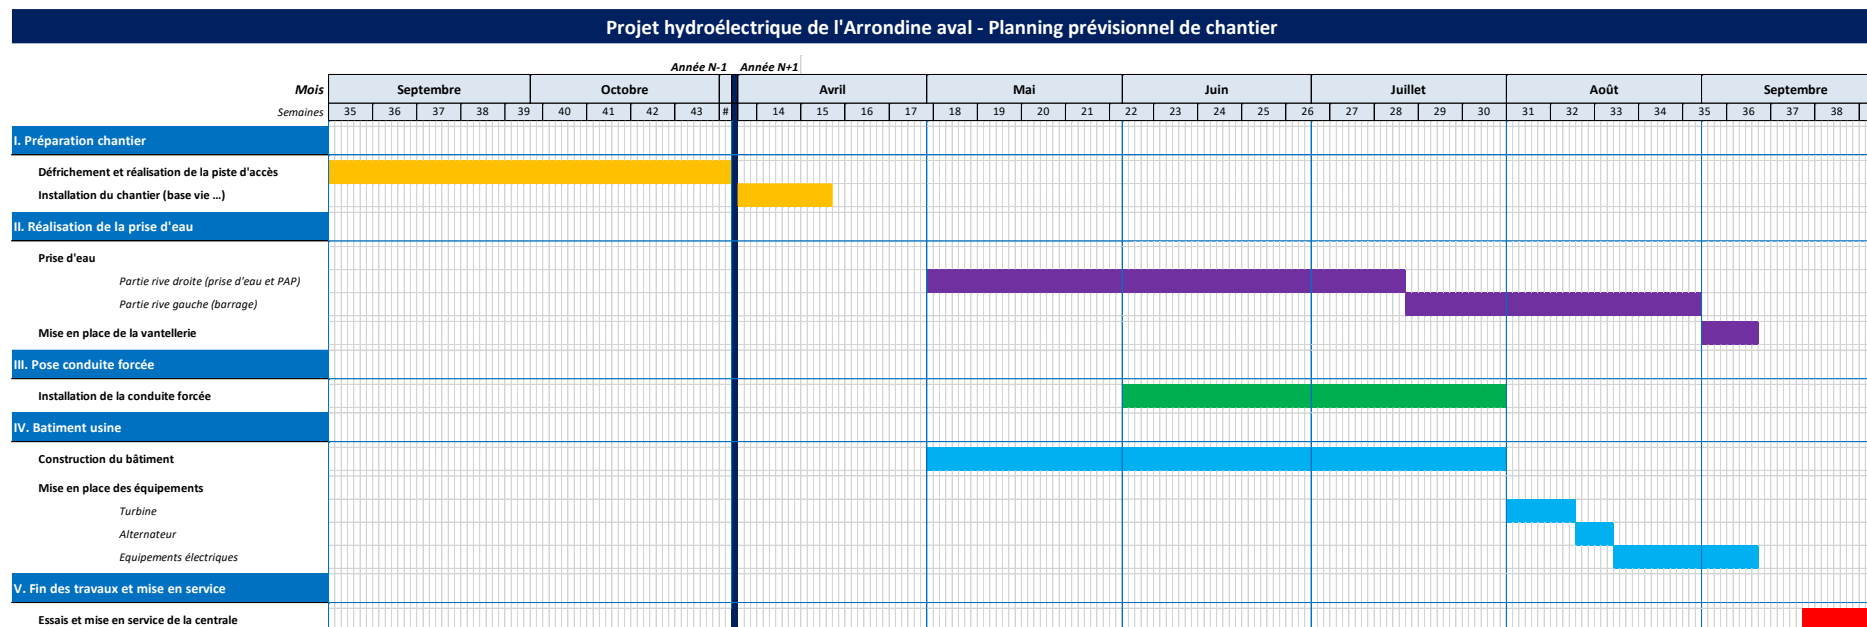 Projet hydroélectrique de l'Arrondine aval - Planning prévisionnel de chantier
Année N-1 Année N+1
Mois Septembre Octobre Avril Mai Juin Juillet Août Septembre
Semaines 35 36 37 38 39 40 41 42 43 # 14 15 16 17 18 19 20 21 22 23 24 25 26 27 28 29 30 31 32 33 34 35 36 37 38
I. Préparation chantier
Défrichement et réalisation de la piste d'accès
Installation du chantier (base vie ...)
II. Réalisation de la prise d'eau
Prise d'eau
Partie rive droite (prise d'eau et PAP)
Partie rive gauche (barrage)
Mise en place de la vantellerie
III. Pose conduite forcée
Installation de la conduite forcée
IV. Batiment usine
Construction du bâtiment
Mise en place des équipements
Turbine
Alternateur
Equipements électriques
V. Fin des travaux et mise en service
Essais et mise en service de la centrale